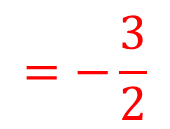 = − 3/2